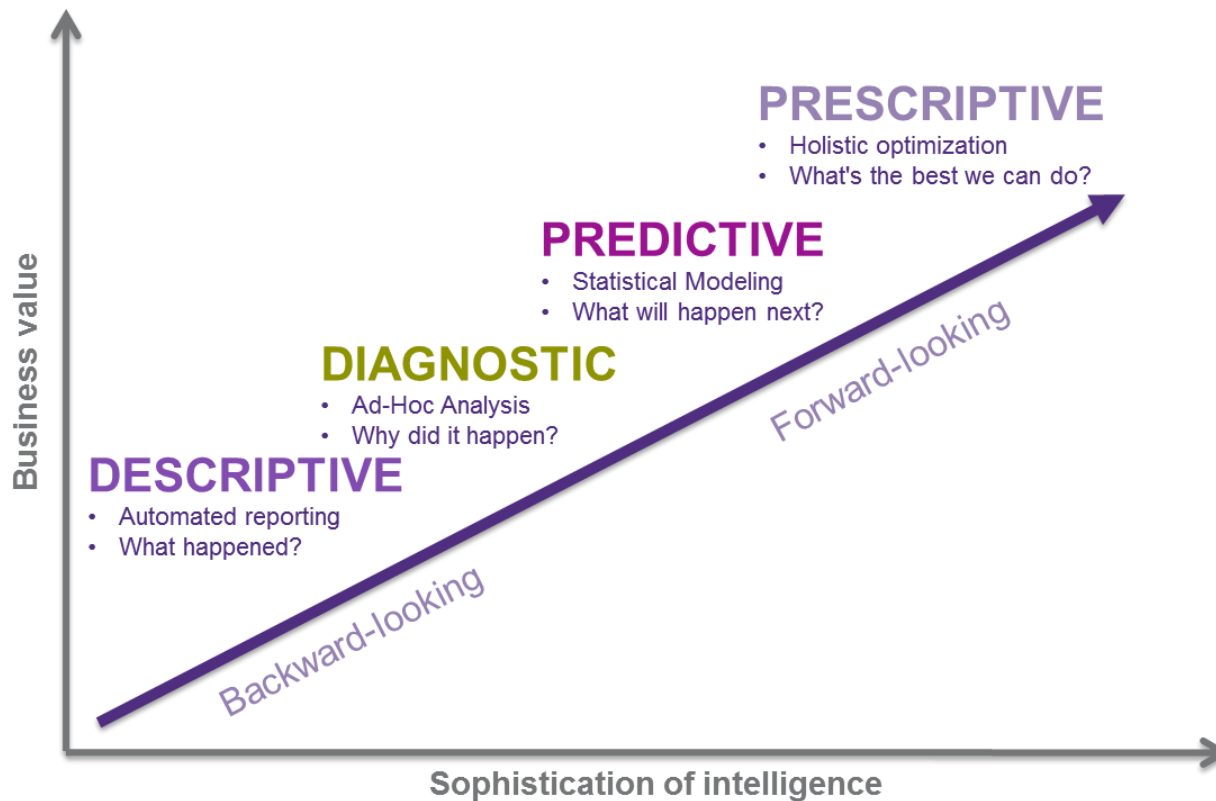 PRESCRIPTIVE
• Holistic optimization
• What's the best we can do?
PREDICTIVE
• Statistical Modeling
• What will happen next?
DIAGNOSTIC
• Ad-Hoc Analysis
• Why did it happen?
DESCRIPTIVE
• Automated reporting
• What happened?
Backward-looking
Forward-looking
Business value
Sophistication of intelligence